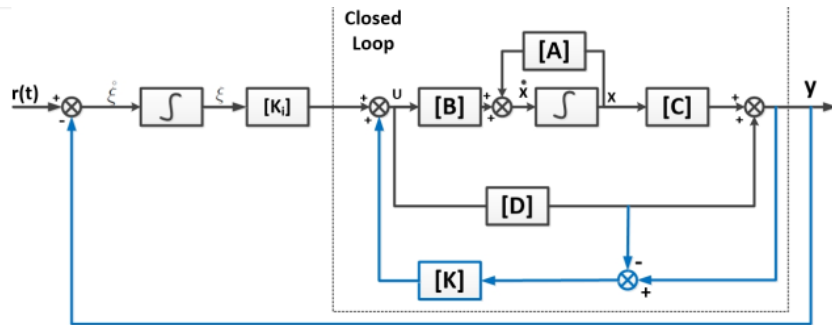 Closed
Loop
[A]
r(t) + - ξ̇ ∫ ξ [Kᵢ] + + U [B] + + ẋ ∫ x [C] + + y
[D]
[K] - +